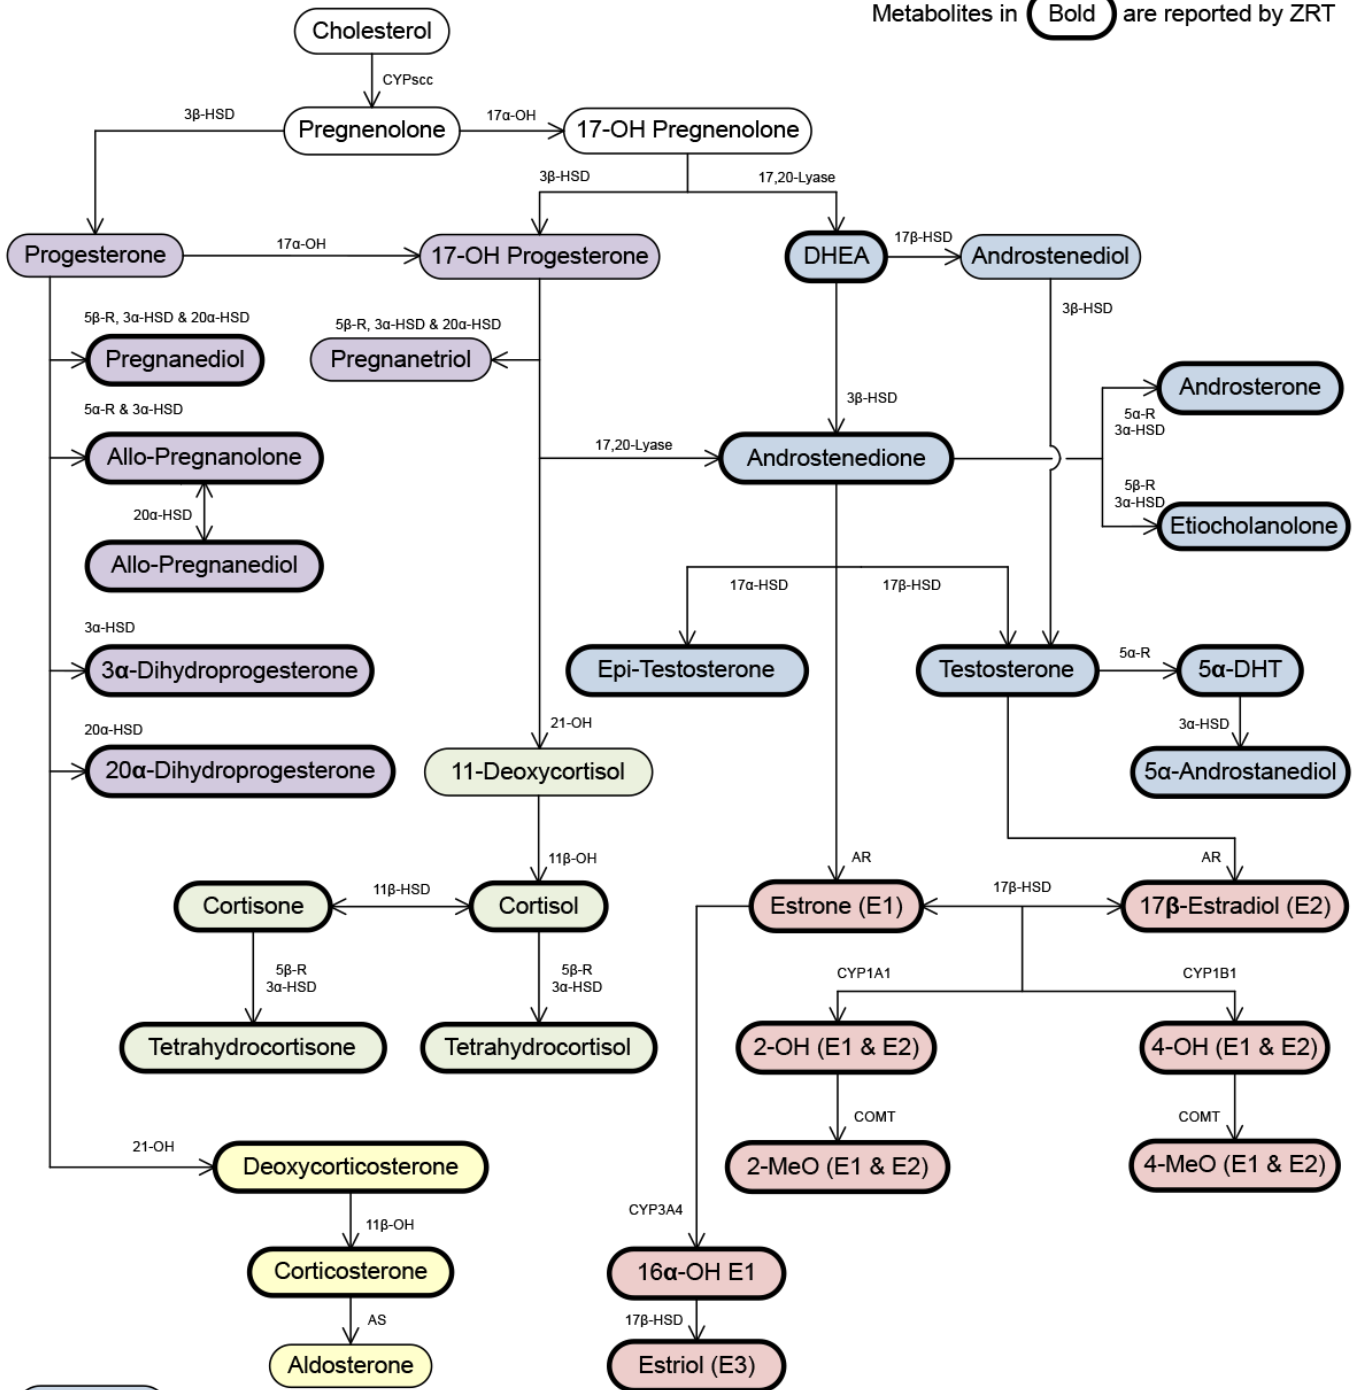 Metabolites in Bold are reported by ZRT
Cholesterol
CYPscc
3β-HSD
Pregnenolone
17α-OH
17-OH Pregnenolone
3β-HSD
17,20-Lyase
Progesterone
17α-OH
17-OH Progesterone
DHEA
17β-HSD
Androstenediol
3β-HSD
5β-R, 3α-HSD & 20α-HSD
Pregnanediol
5β-R, 3α-HSD & 20α-HSD
Pregnanetriol
Androsterone
5α-R
3α-HSD
5α-R & 3α-HSD
Allo-Pregnanolone
3β-HSD
17,20-Lyase
Androstenedione
5β-R
3α-HSD
Etiocholanolone
20α-HSD
Allo-Pregnanediol
17α-HSD
17β-HSD
3α-HSD
3α-Dihydroprogesterone
Epi-Testosterone
Testosterone
5α-R
5α-DHT
3α-HSD
5α-Androstanediol
20α-HSD
20α-Dihydroprogesterone
21-OH
11-Deoxycortisol
11β-OH
AR
AR
Cortisone
11β-HSD
Cortisol
Estrone (E1)
17β-HSD
17β-Estradiol (E2)
5β-R
3α-HSD
5β-R
3α-HSD
CYP1A1
CYP1B1
Tetrahydrocortisone
Tetrahydrocortisol
2-OH (E1 & E2)
4-OH (E1 & E2)
COMT
COMT
21-OH
Deoxycorticosterone
2-MeO (E1 & E2)
4-MeO (E1 & E2)
11β-OH
CYP3A4
Corticosterone
16α-OH E1
AS
17β-HSD
Aldosterone
Estriol (E3)